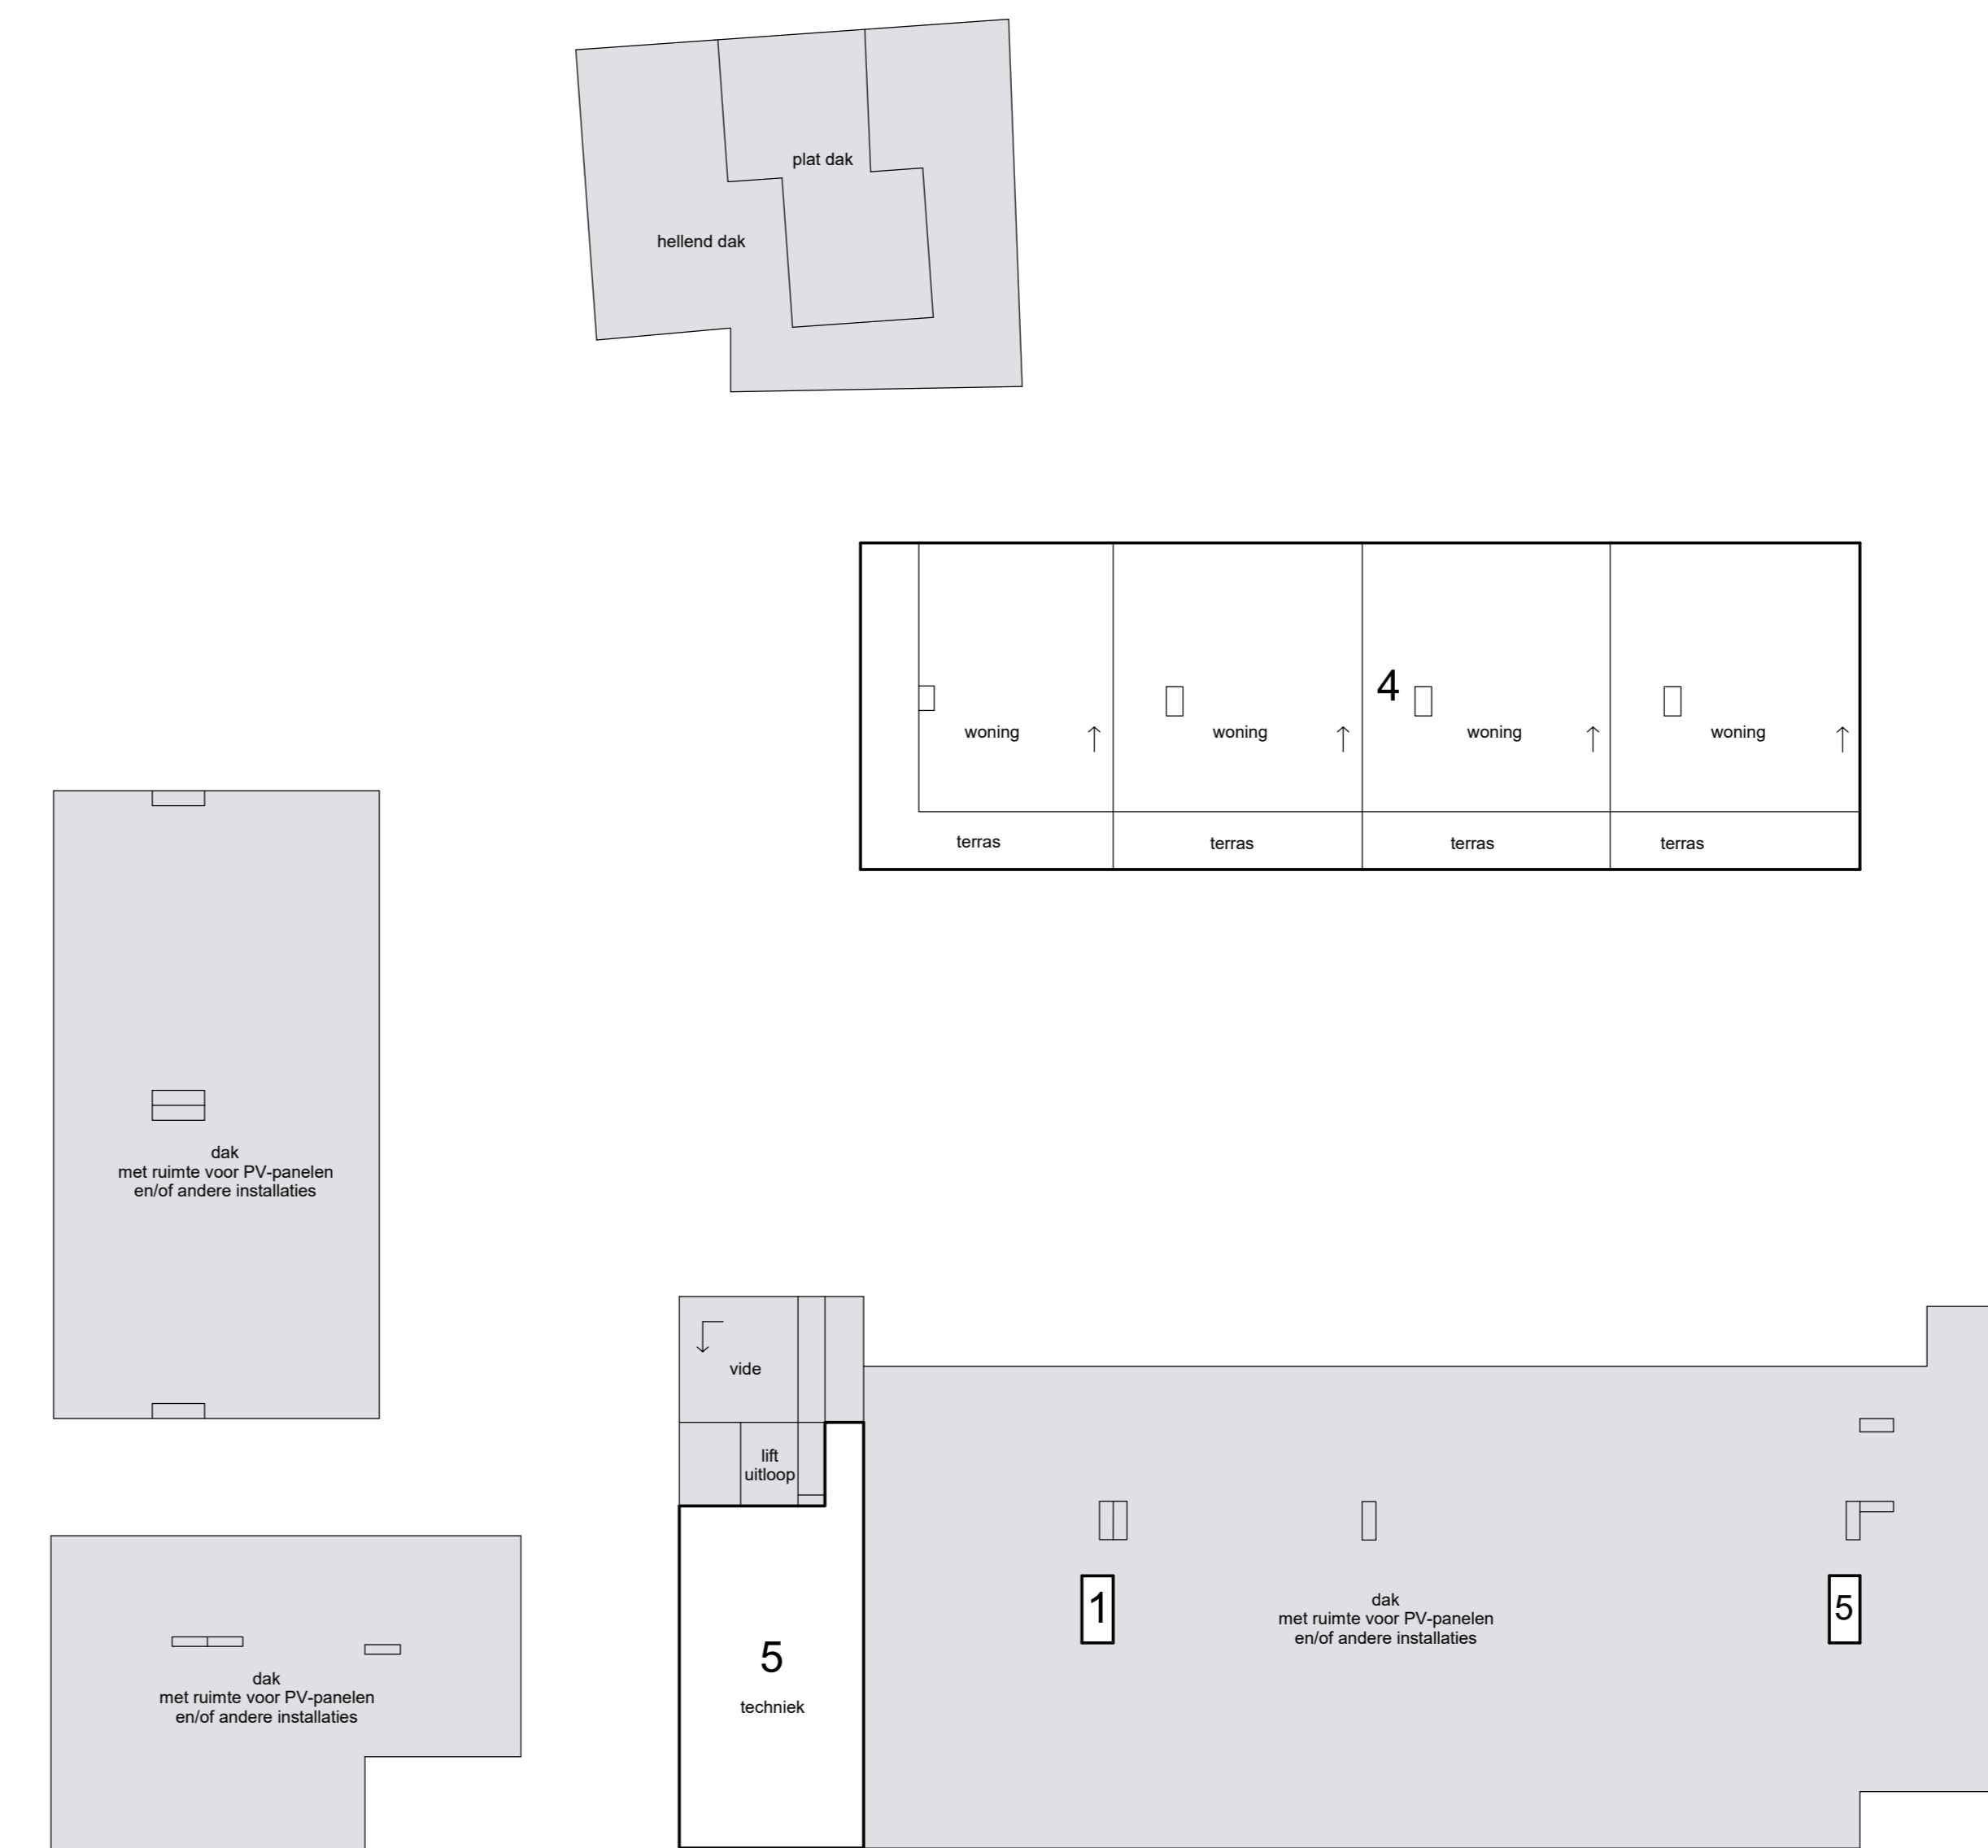 plat dak
hellend dak
4
woning
woning
woning
woning
terras
terras
terras
terras
dak
met ruimte voor PV-panelen
en/of andere installaties
vide
lift
uitloop
1
5
dak
met ruimte voor PV-panelen
en/of andere installaties
5
techniek
dak
met ruimte voor PV-panelen
en/of andere installaties